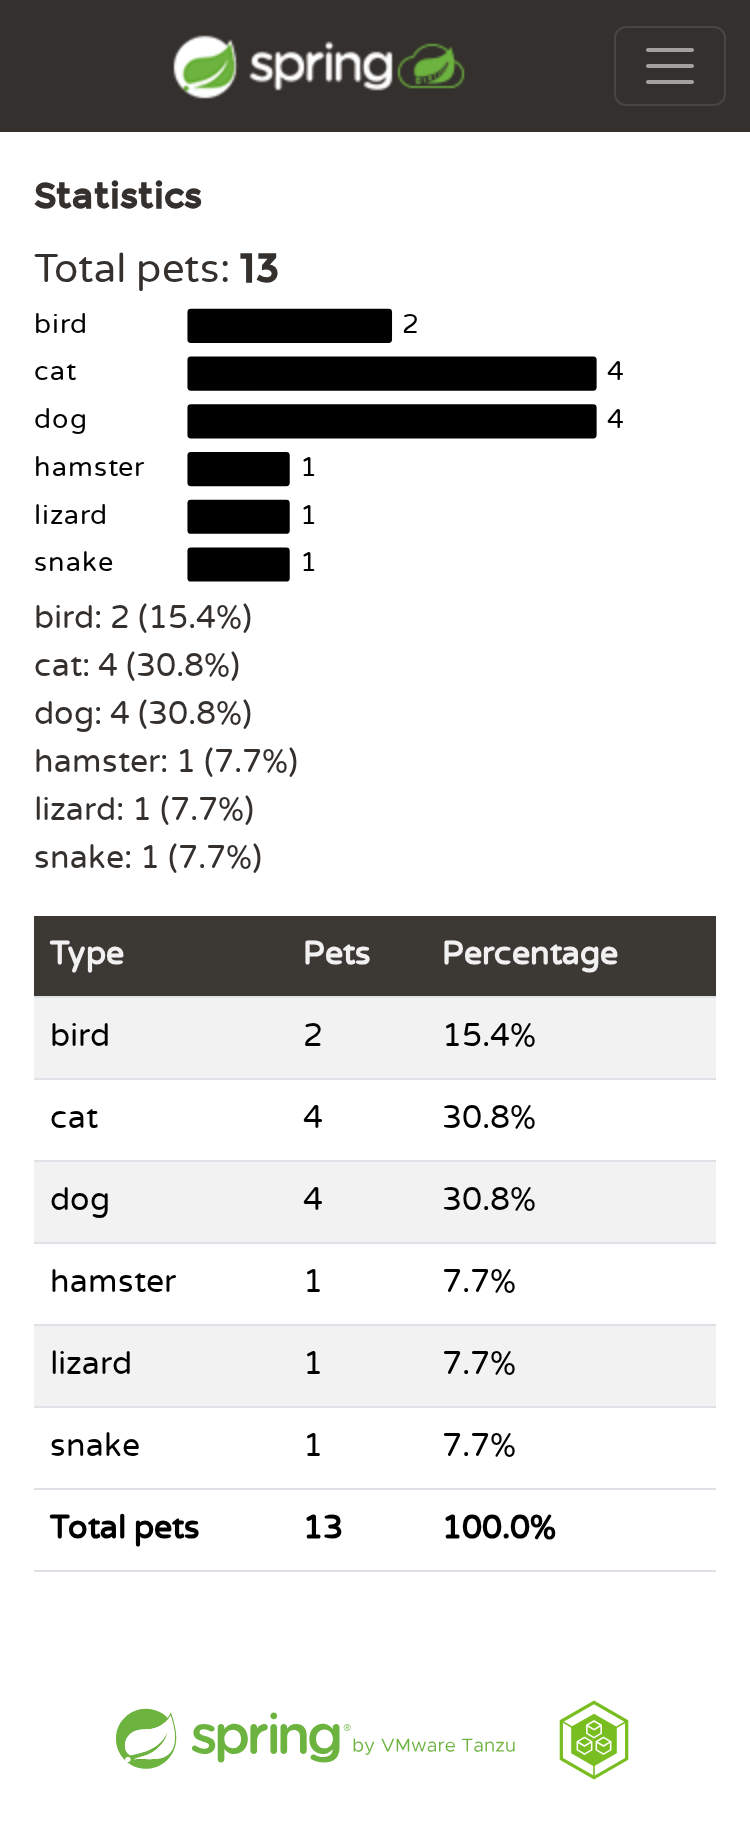 spring
Statistics
Total pets: 13
bird 2
cat 4
dog 4
hamster 1
lizard 1
snake 1
bird: 2 (15.4%)
cat: 4 (30.8%)
dog: 4 (30.8%)
hamster: 1 (7.7%)
lizard: 1 (7.7%)
snake: 1 (7.7%)
Type Pets Percentage
bird 2 15.4%
cat 4 30.8%
dog 4 30.8%
hamster 1 7.7%
lizard 1 7.7%
snake 1 7.7%
Total pets 13 100.0%
spring® by VMware Tanzu